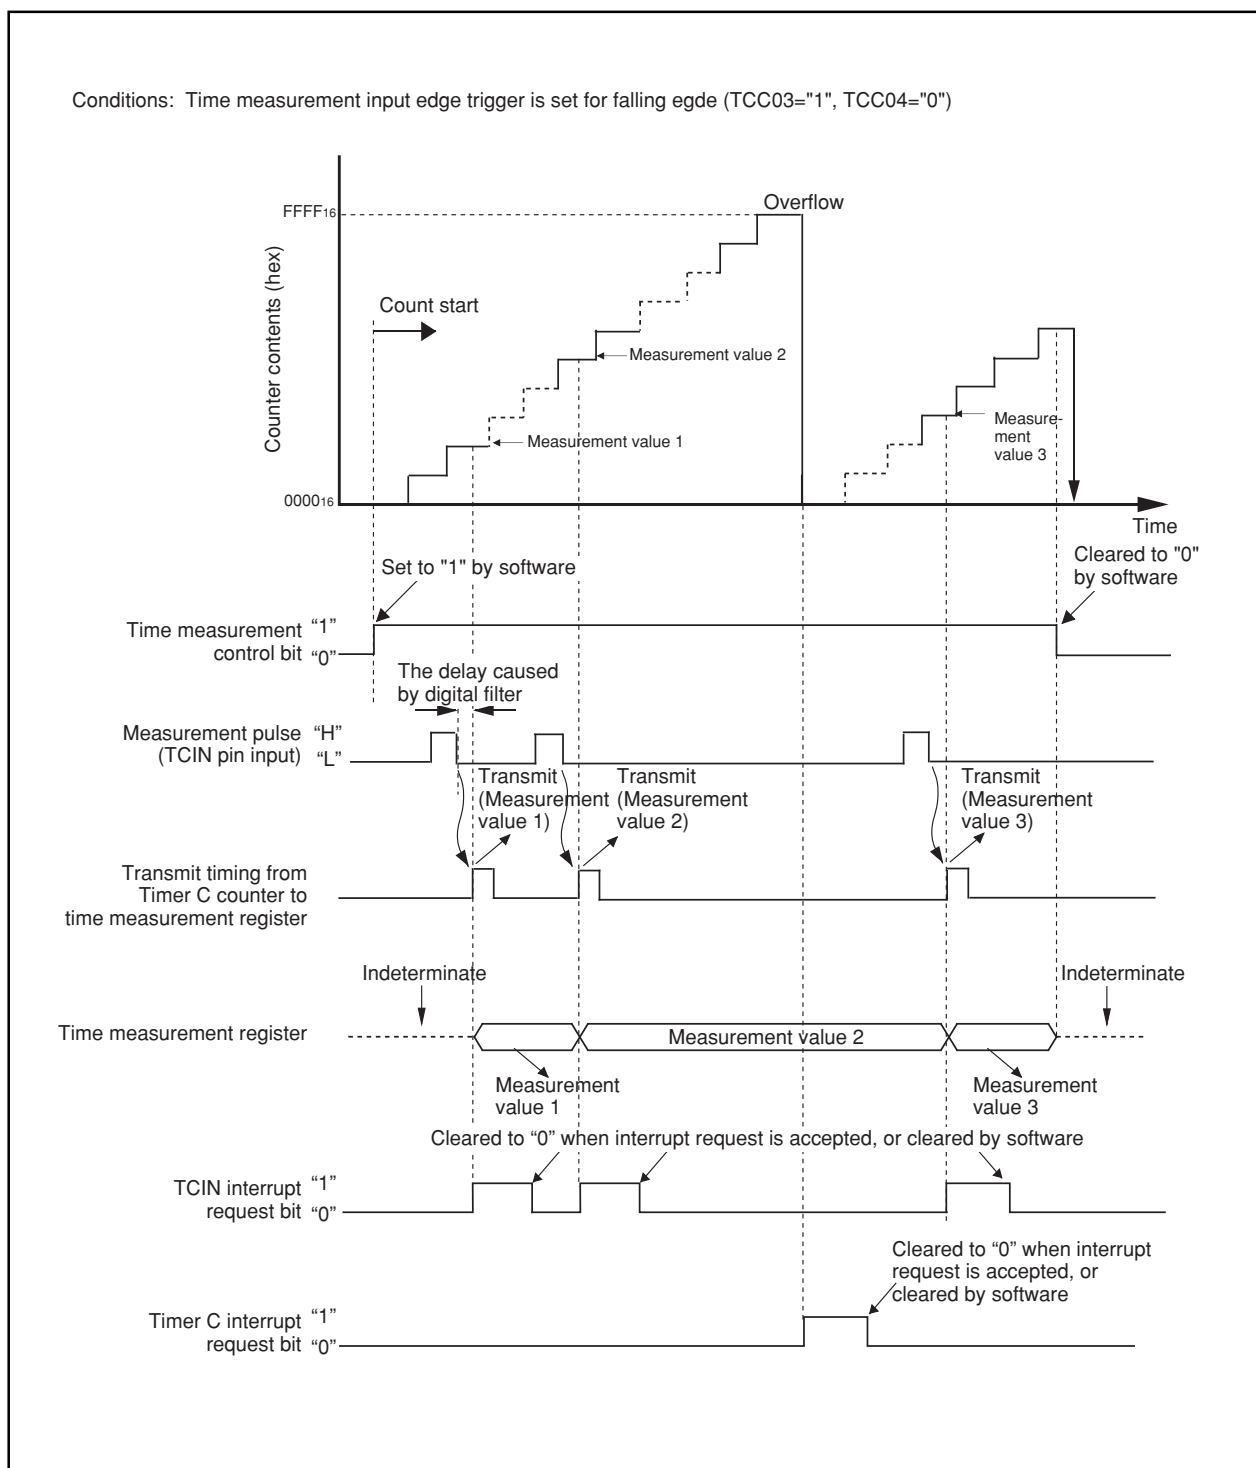 Conditions:  Time measurement input edge trigger is set for falling egde (TCC03="1", TCC04="0")
Overflow
FFFF16
Counter contents (hex)
Count start
Measurement value 2
Measurement value 1
Measure-
ment
value 3
000016
Time
Set to "1" by software
Cleared to "0"
by software
Time measurement “1”
control bit “0”
The delay caused
by digital filter
Measurement pulse “H”
(TCIN pin input) “L”
Transmit
(Measurement
value 1)
Transmit
(Measurement
value 2)
Transmit
(Measurement
value 3)
Transmit timing from
Timer C counter to
time measurement register
Indeterminate
Indeterminate
Time measurement register
Measurement value 2
Measurement
value 1
Measurement
value 3
Cleared to “0” when interrupt request is accepted, or cleared by software
TCIN interrupt “1”
request bit “0”
Cleared to “0” when interrupt
request is accepted, or
cleared by software
Timer C interrupt “1”
request bit “0”